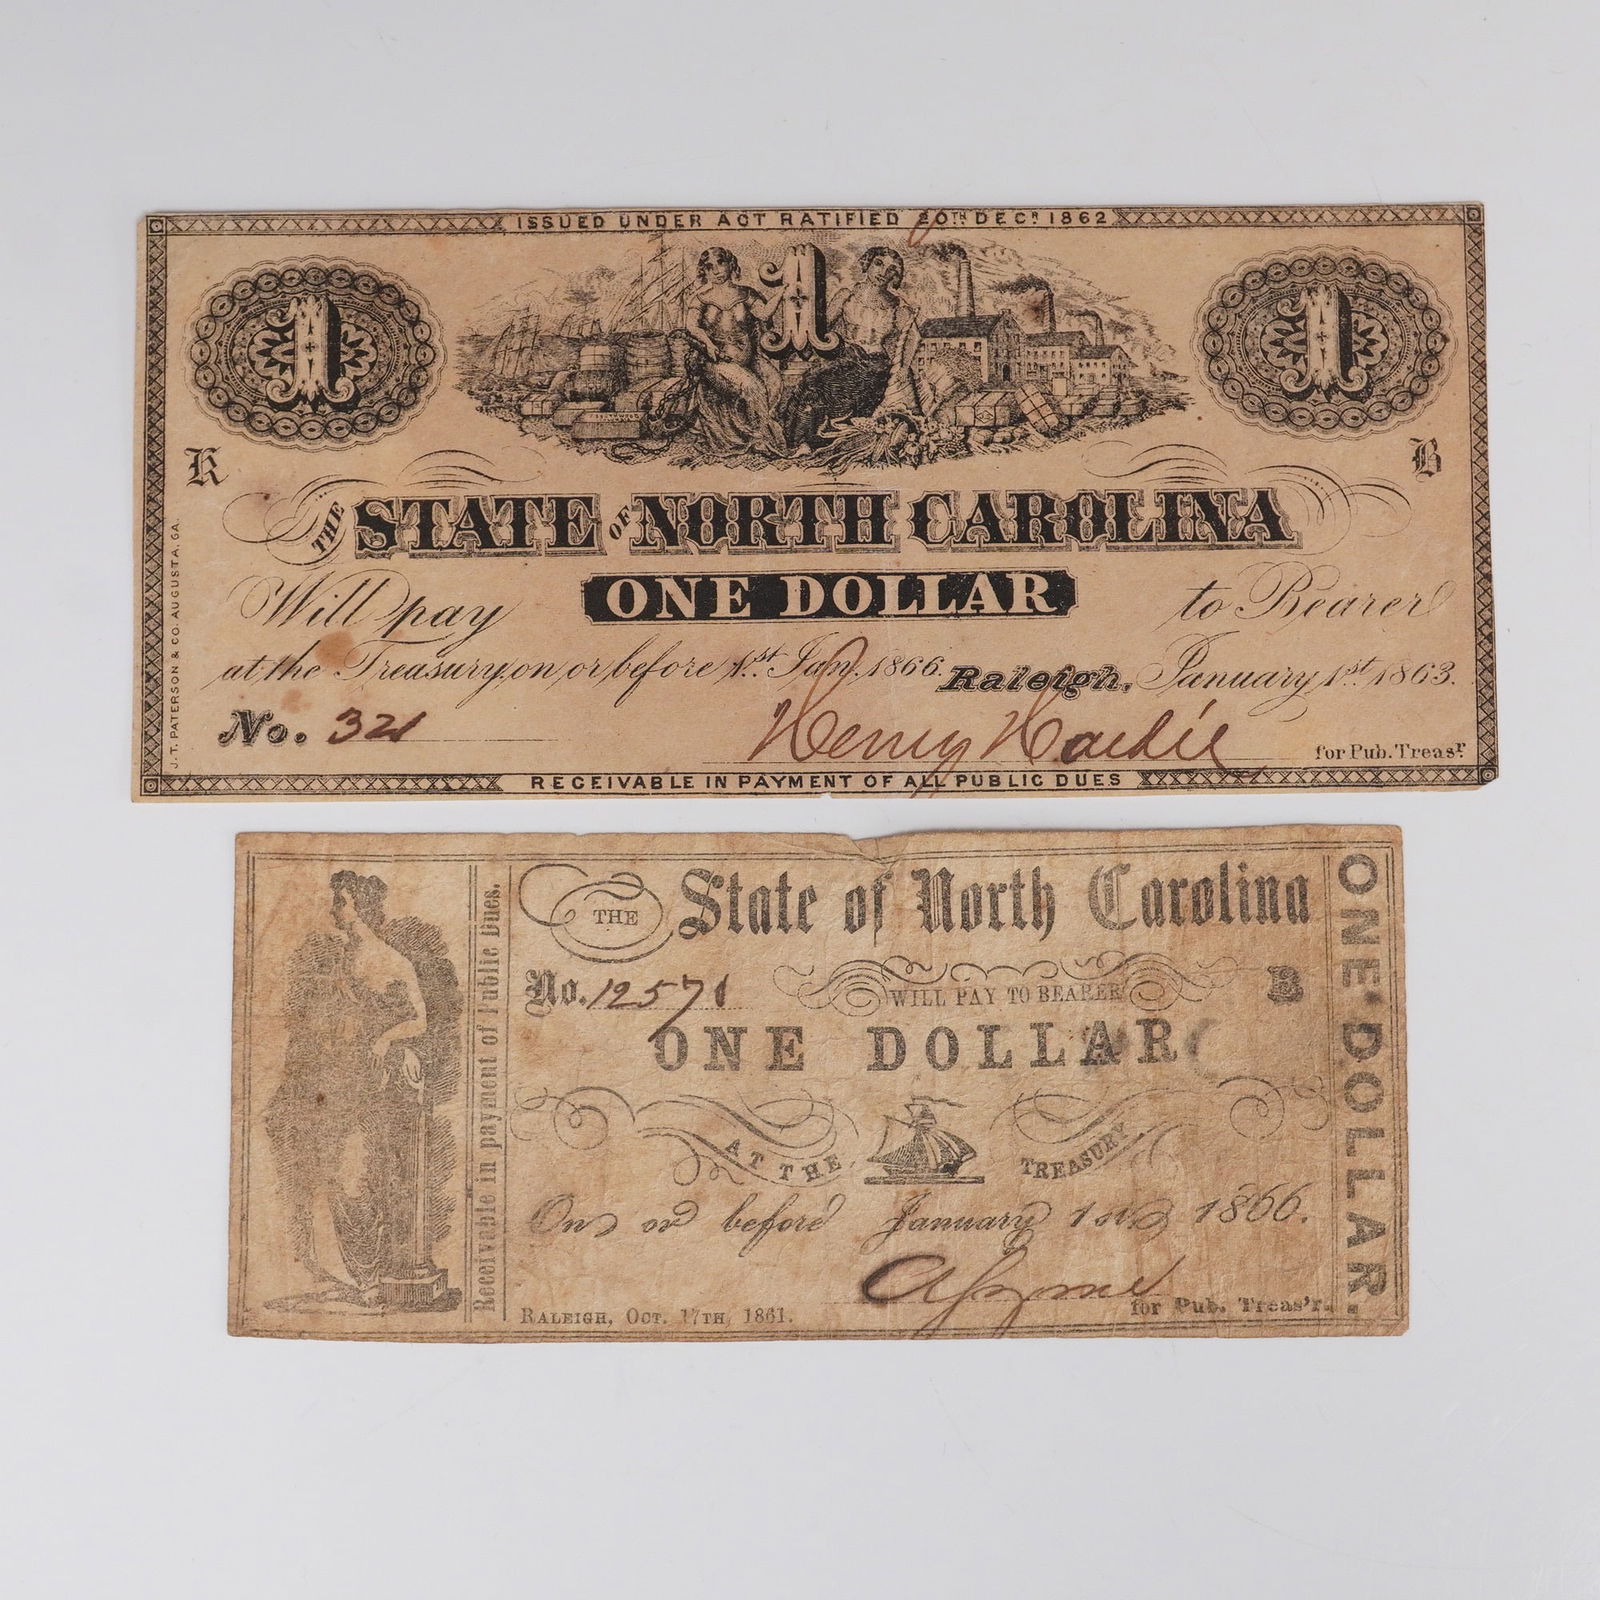 ISSUED UNDER ACT RATIFIED 20TH DECR 1862
1 1 1
K B
THE STATE OF NORTH CAROLINA
Will pay ONE DOLLAR to Bearer
at the Treasury, on or before 1st Jan. 1866. Raleigh, January 1st 1863.
No. 321 Henry Hardie for Pub. Treasr
RECEIVABLE IN PAYMENT OF ALL PUBLIC DUES
J. T. PATERSON & CO. AUGUSTA, GA.
THE State of North Carolina
No. 12571 WILL PAY TO BEARER B
ONE DOLLAR
AT THE TREASURY
On or before January 1st 1866.
for Pub. Treas'r.
RALEIGH, OCT. 17TH, 1861.
Receivable in payment of Public Dues.
ONE DOLLAR.